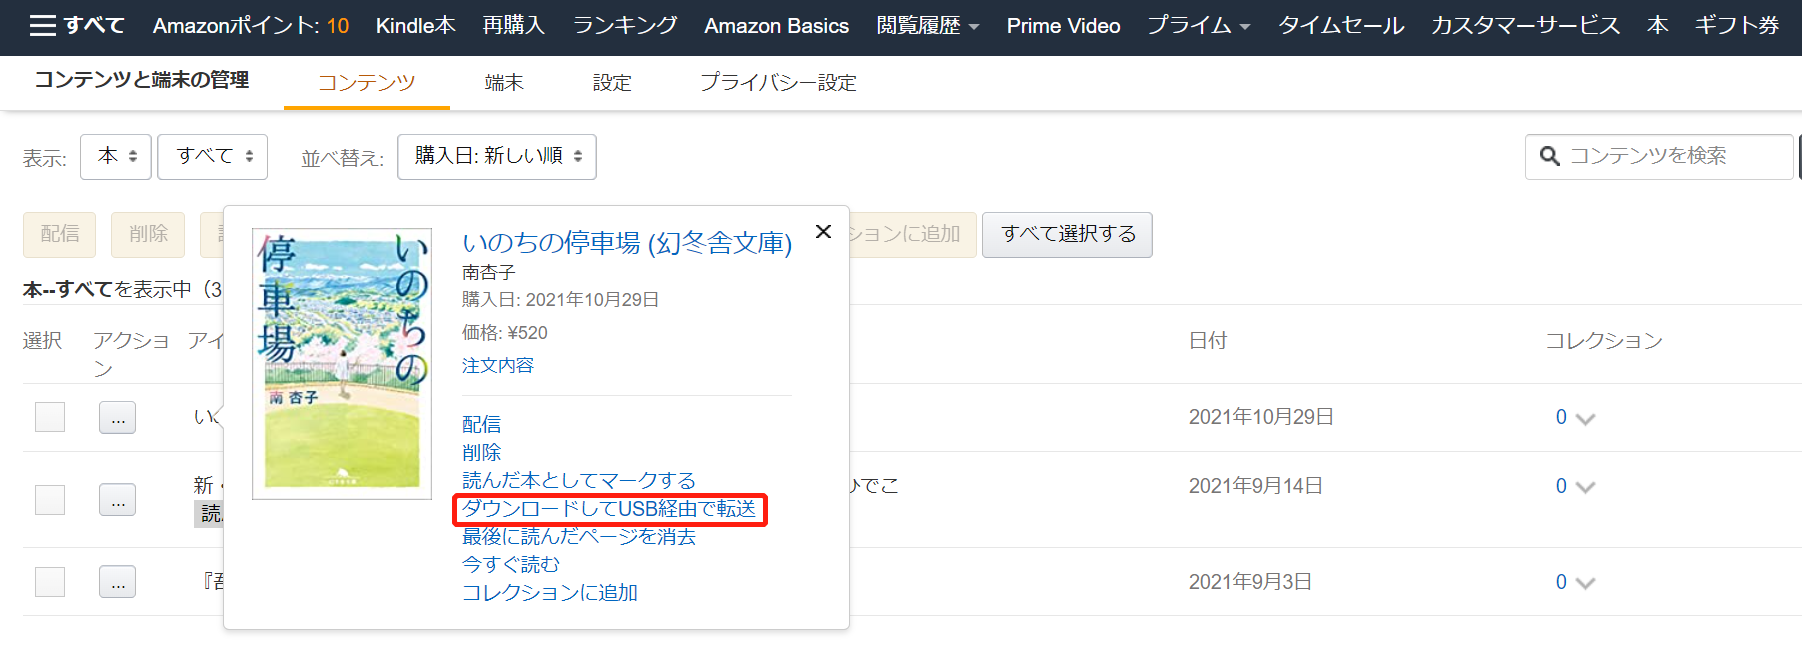 すべて Amazonポイント: 10 Kindle本 再購入 ランキング Amazon Basics 閲覧履歴 Prime Video プライム タイムセール カスタマーサービス 本 ギフト券
コンテンツと端末の管理 コンテンツ 端末 設定 プライバシー設定
表示: 本 すべて 並べ替え: 購入日: 新しい順 コンテンツを検索
配信 削除 ションに追加 すべて選択する
本--すべてを表示中（3
選択 アクション アイ 日付 コレクション
... い 2021年10月29日 0
... 新 ひでこ 2021年9月14日 0
読
... 『吾 2021年9月3日 0
いのちの停車場
南 杏子
いのちの停車場 (幻冬舎文庫)
南杏子
購入日: 2021年10月29日
価格: ¥520
注文内容
配信
削除
読んだ本としてマークする
ダウンロードしてUSB経由で転送
最後に読んだページを消去
今すぐ読む
コレクションに追加